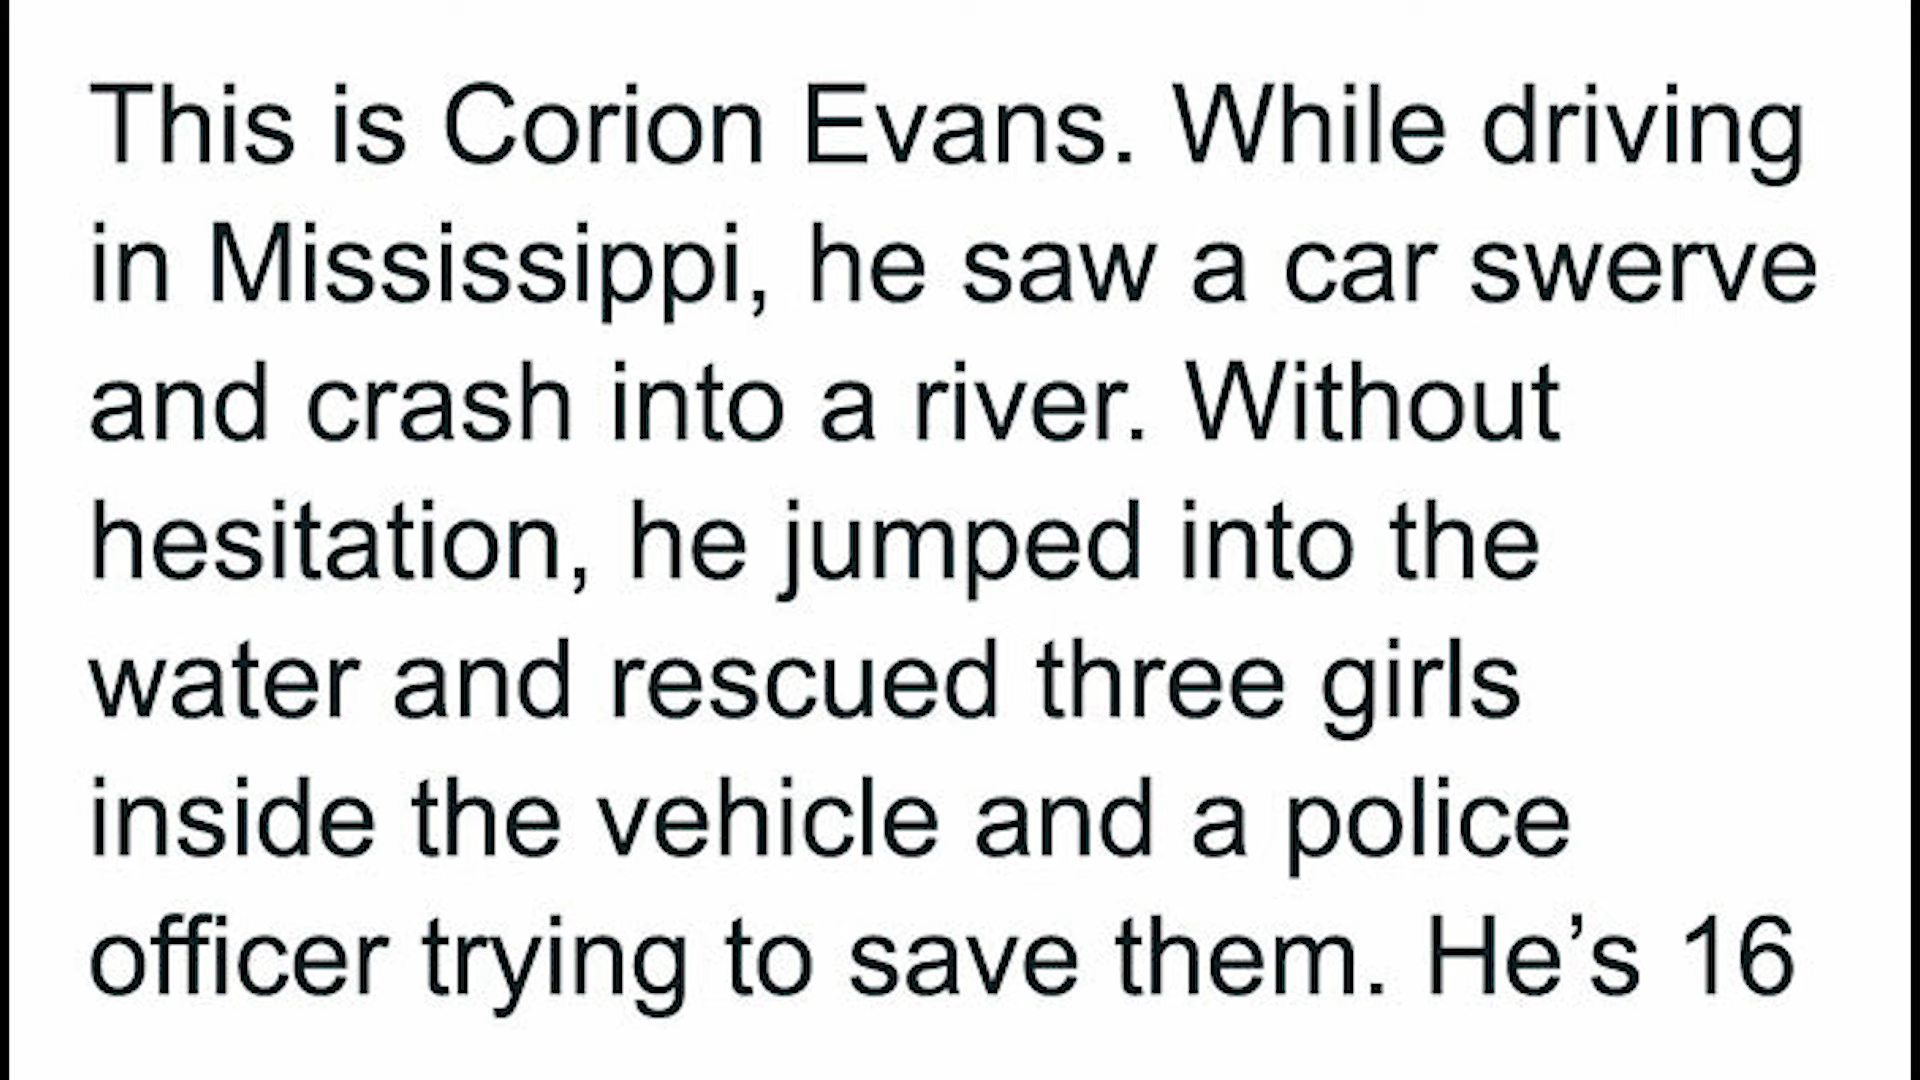 This is Corion Evans. While driving
in Mississippi, he saw a car swerve
and crash into a river. Without
hesitation, he jumped into the
water and rescued three girls
inside the vehicle and a police
officer trying to save them. He’s 16